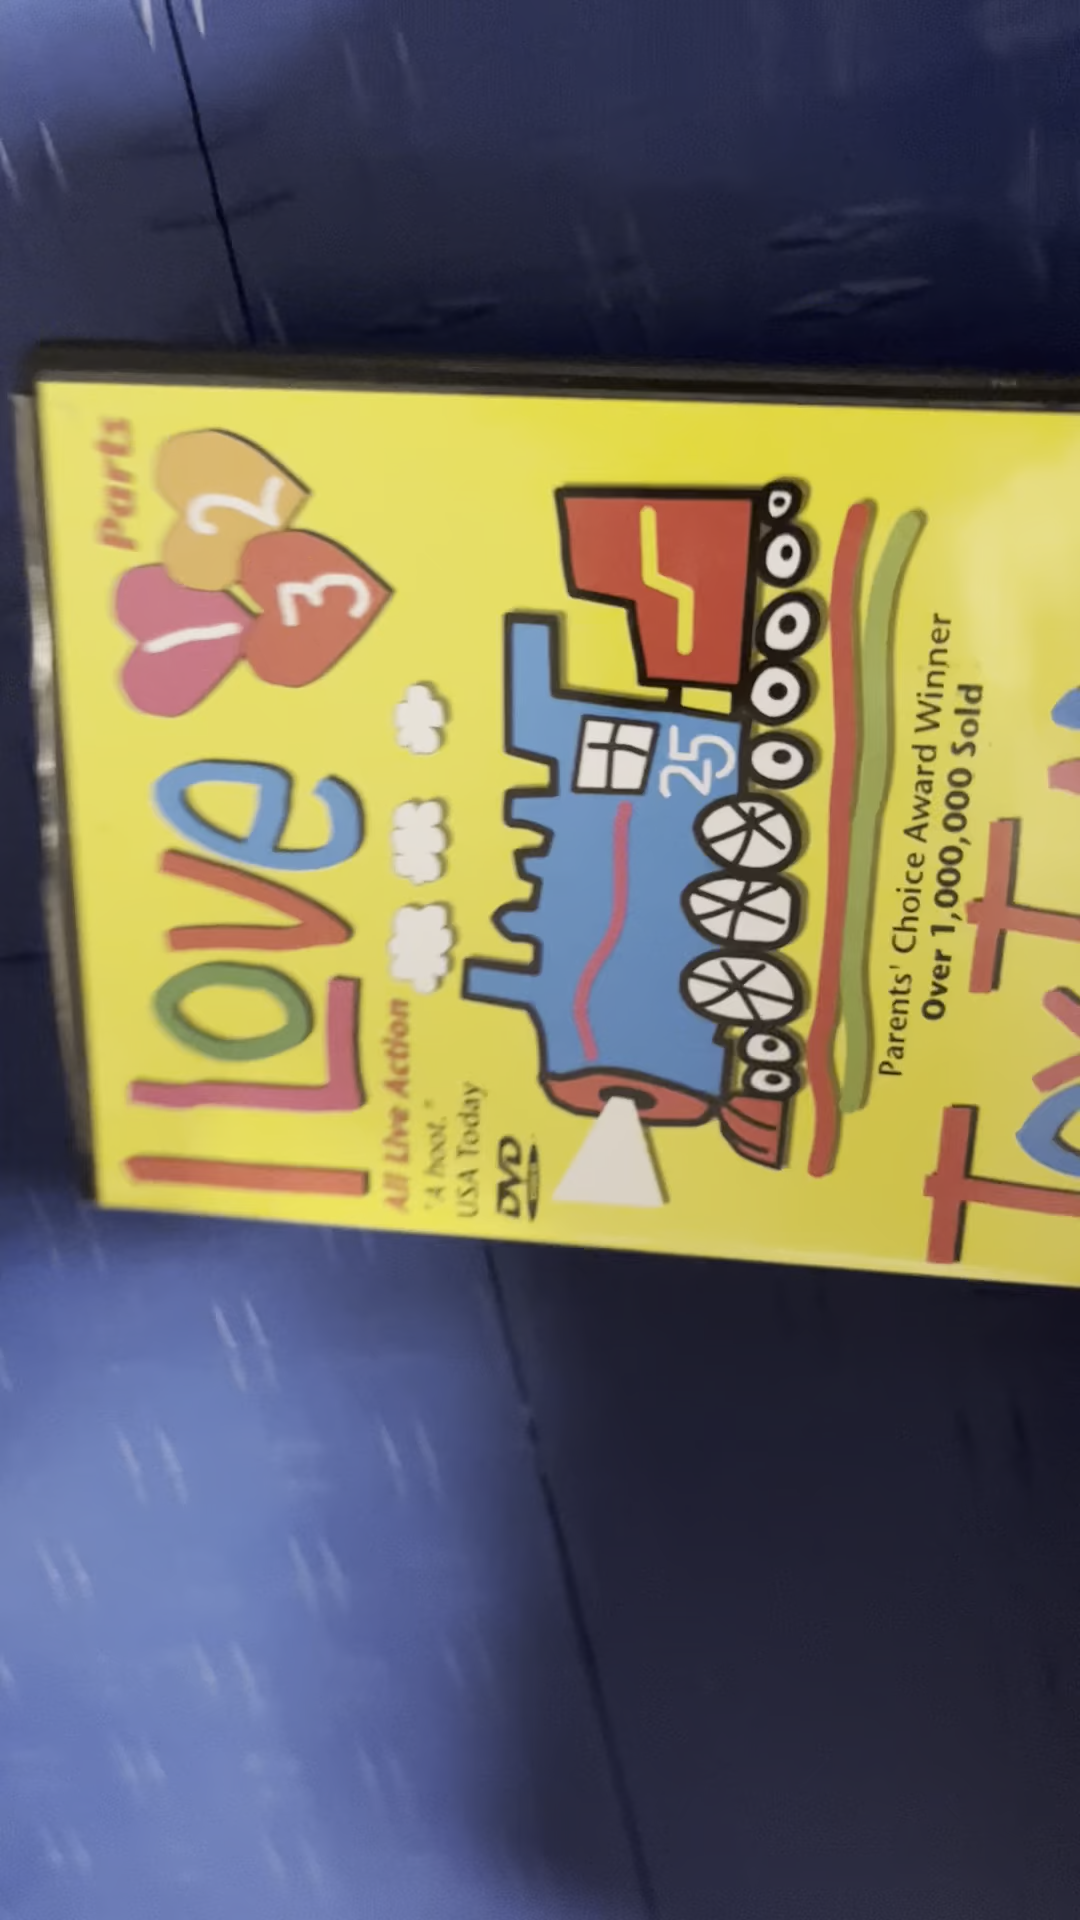 Parts
1 2 3
I Love
All Live Action
"A hoot."
USA Today
DVD
25
Parents' Choice Award Winner
Over 1,000,000 Sold